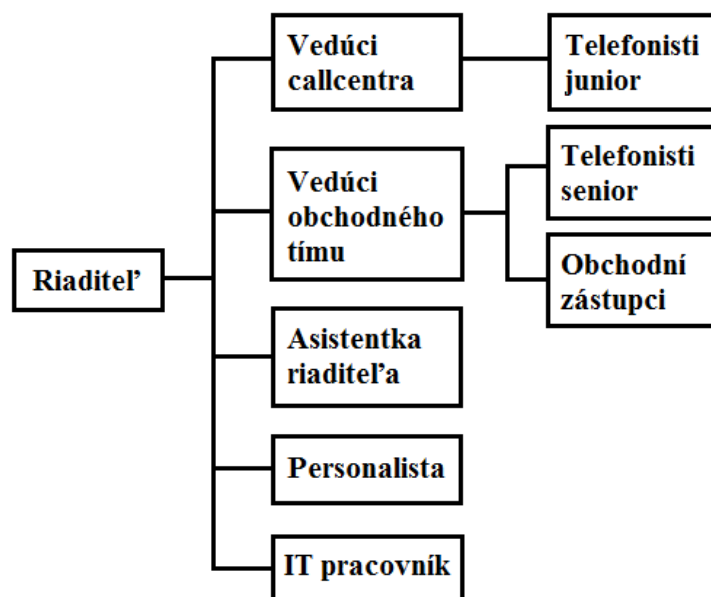 Riaditeľ
Vedúci
callcentra
Telefonisti
junior
Vedúci
obchodného
tímu
Telefonisti
senior
Obchodní
zástupci
Asistentka
riaditeľa
Personalista
IT pracovník